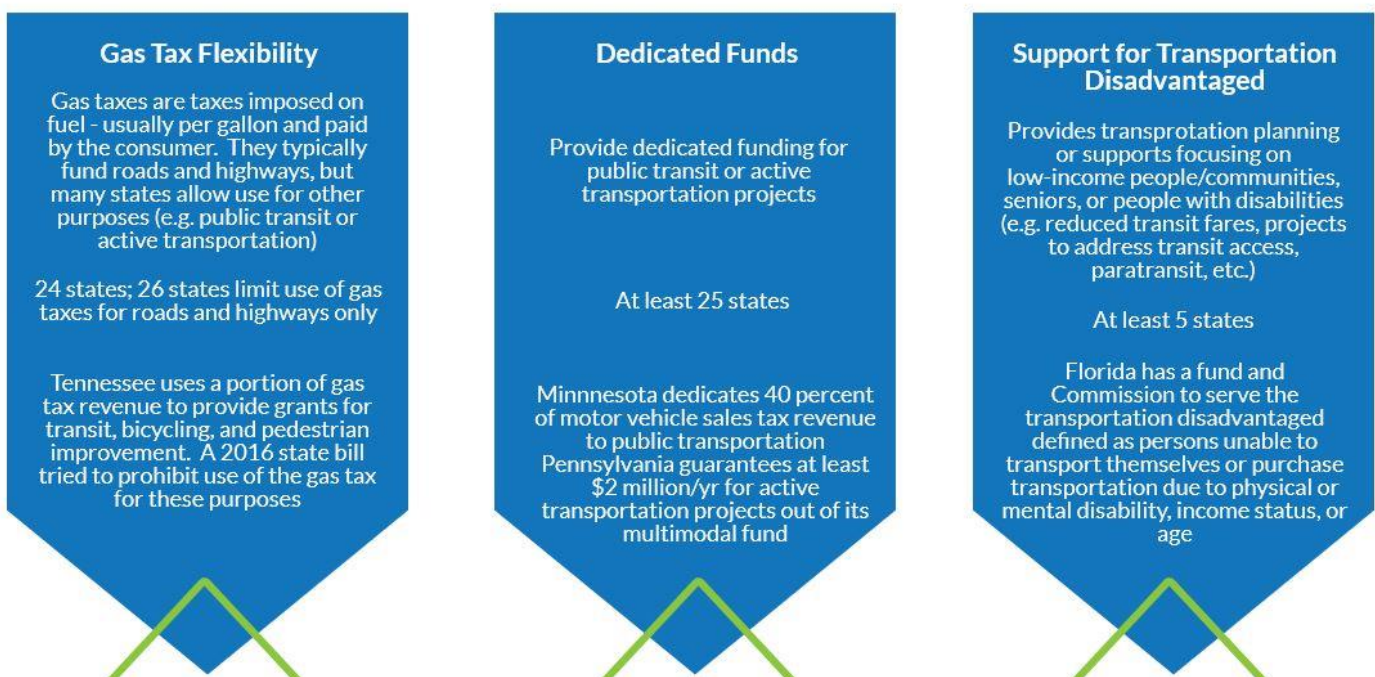 Gas Tax Flexibility
Gas taxes are taxes imposed on
fuel - usually per gallon and paid
by the consumer. They typically
fund roads and highways, but
many states allow use for other
purposes (e.g. public transit or
active transportation)
24 states; 26 states limit use of gas
taxes for roads and highways only
Tennessee uses a portion of gas
tax revenue to provide grants for
transit, bicycling, and pedestrian
improvement. A 2016 state bill
tried to prohibit use of the gas tax
for these purposes
Dedicated Funds
Provide dedicated funding for
public transit or active
transportation projects
At least 25 states
Minnnesota dedicates 40 percent
of motor vehicle sales tax revenue
to public transportation
Pennsylvania guarantees at least
$2 million/yr for active
transportation projects out of its
multimodal fund
Support for Transportation
Disadvantaged
Provides transprotation planning
or supports focusing on
low-income people/communities,
seniors, or people with disabilities
(e.g. reduced transit fares, projects
to address transit access,
paratransit, etc.)
At least 5 states
Florida has a fund and
Commission to serve the
transportation disadvantaged
defined as persons unable to
transport themselves or purchase
transportation due to physical or
mental disability, income status, or
age